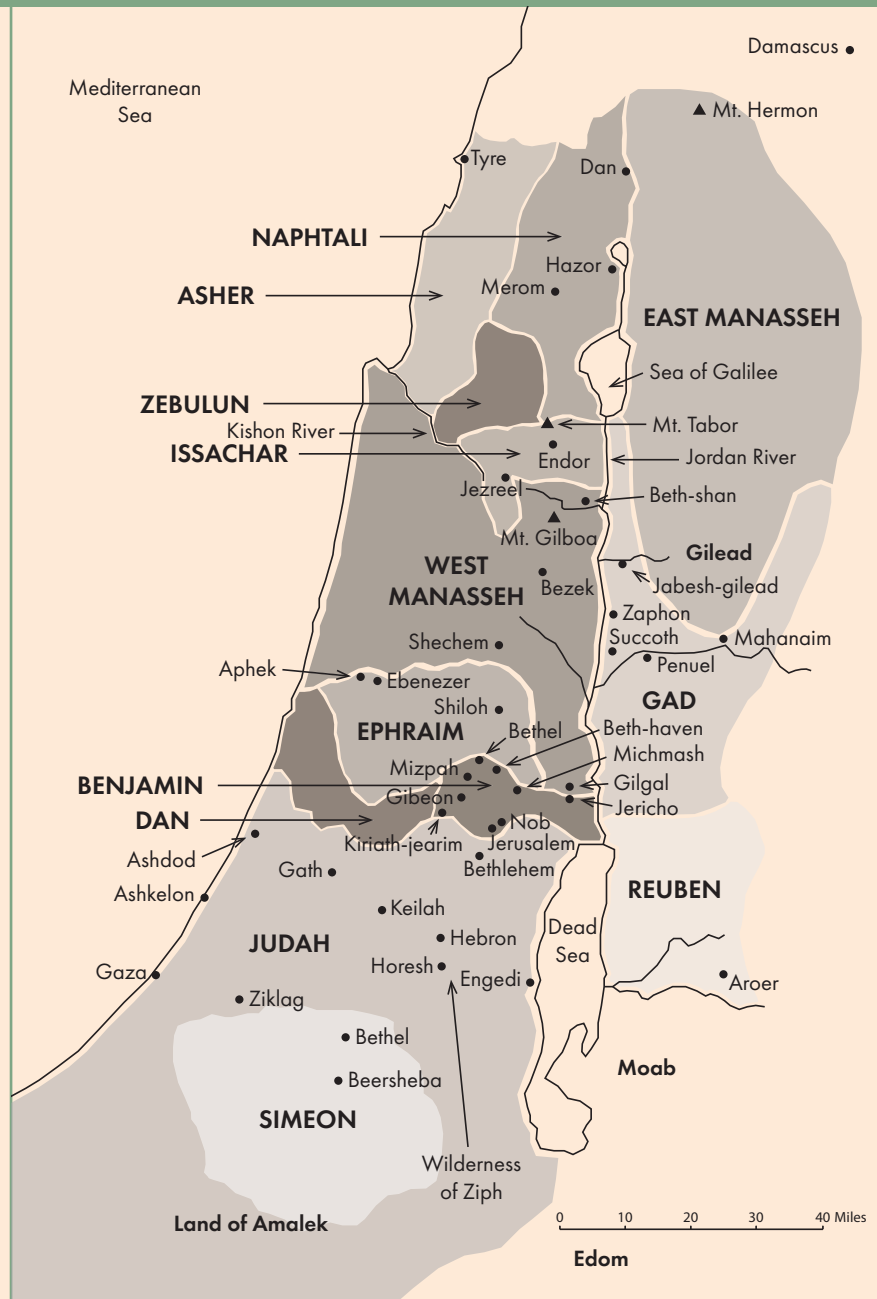 Damascus
Mediterranean
Sea
Mt. Hermon
Tyre
Dan
NAPHTALI
Hazor
Merom
ASHER
EAST MANASSEH
Sea of Galilee
ZEBULUN
Mt. Tabor
Kishon River
ISSACHAR
Endor
Jordan River
Jezreel
Beth-shan
Mt. Gilboa
Gilead
WEST
MANASSEH
Bezek
Jabesh-gilead
Zaphon
Succoth
Mahanaim
Shechem
Penuel
Aphek
Ebenezer
GAD
Shiloh
EPHRAIM
Bethel
Beth-haven
Michmash
Mizpah
BENJAMIN
Gilgal
Gibeon
Jericho
DAN
Nob
Kiriath-jearim
Jerusalem
Ashdod
Gath
Bethlehem
Ashkelon
REUBEN
Keilah
JUDAH
Hebron
Dead
Sea
Horesh
Gaza
Engedi
Aroer
Ziklag
Bethel
Moab
Beersheba
SIMEON
Wilderness
of Ziph
Land of Amalek
0 10 20 30 40 Miles
Edom